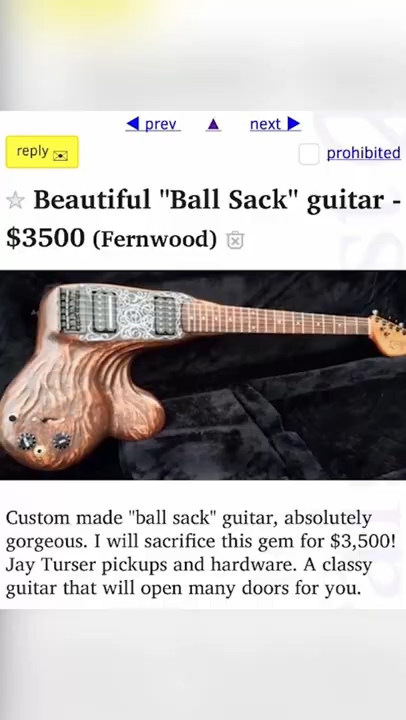 ◀ prev ▲ next ▶
reply prohibited
☆ Beautiful "Ball Sack" guitar -
$3500 (Fernwood)
Custom made "ball sack" guitar, absolutely
gorgeous. I will sacrifice this gem for $3,500!
Jay Turser pickups and hardware. A classy
guitar that will open many doors for you.